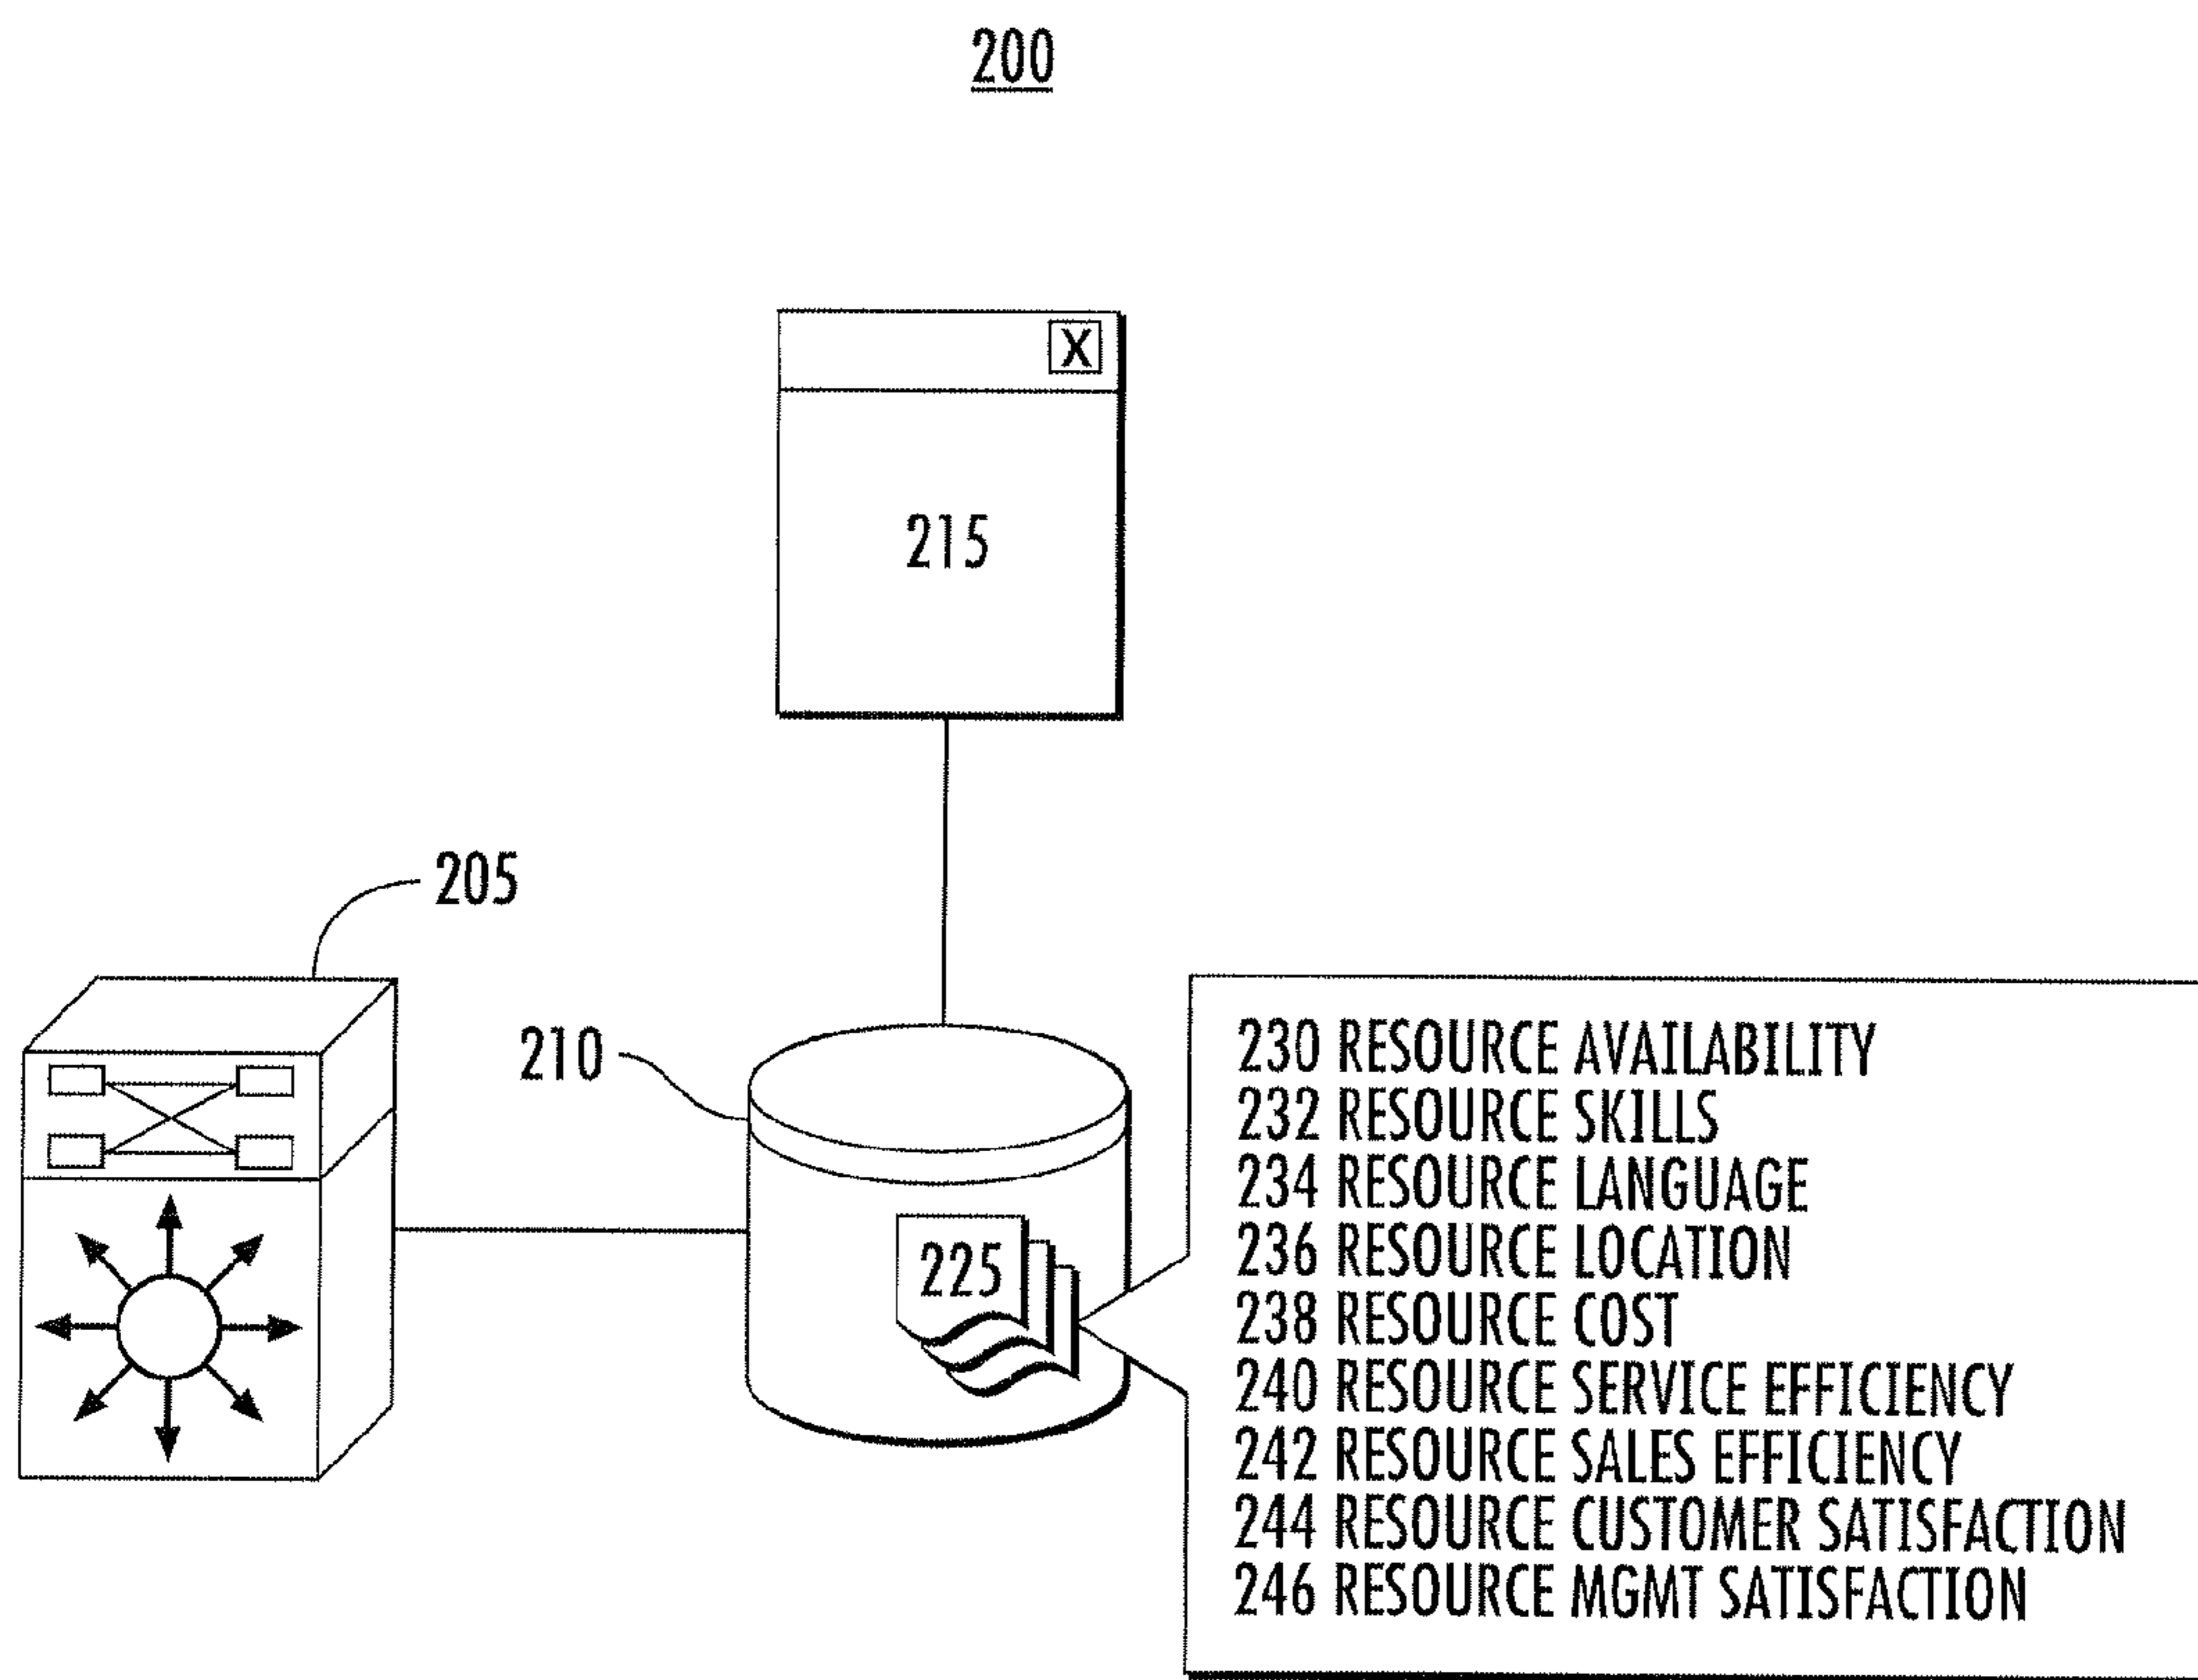 200
X
215
205
210
225
230 RESOURCE AVAILABILITY
232 RESOURCE SKILLS
234 RESOURCE LANGUAGE
236 RESOURCE LOCATION
238 RESOURCE COST
240 RESOURCE SERVICE EFFICIENCY
242 RESOURCE SALES EFFICIENCY
244 RESOURCE CUSTOMER SATISFACTION
246 RESOURCE MGMT SATISFACTION